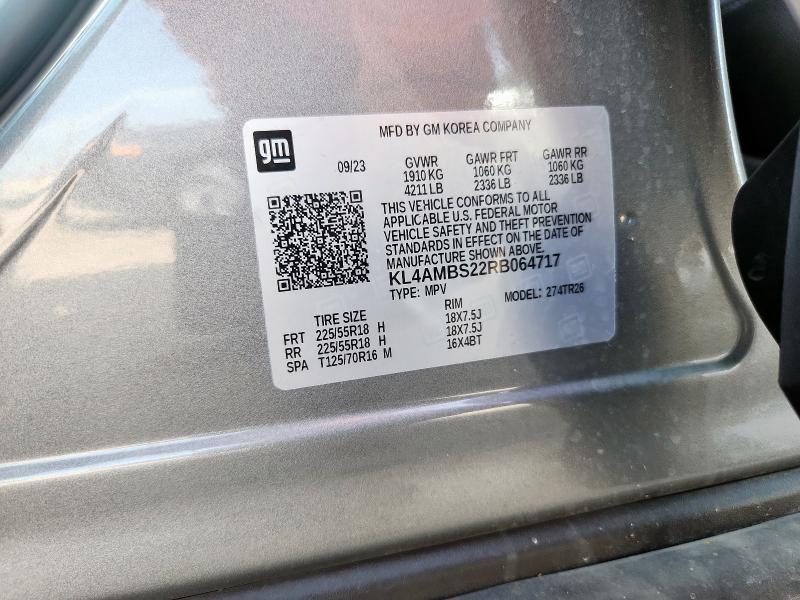 gm
MFD BY GM KOREA COMPANY
09/23
GVWR GAWR FRT GAWR RR
1910 KG 1060 KG 1060 KG
4211 LB 2336 LB 2336 LB
THIS VEHICLE CONFORMS TO ALL
APPLICABLE U.S. FEDERAL MOTOR
VEHICLE SAFETY AND THEFT PREVENTION
STANDARDS IN EFFECT ON THE DATE OF
MANUFACTURE SHOWN ABOVE.
KL4AMBS22RB064717
TYPE: MPV MODEL: 274TR26
TIRE SIZE RIM
FRT 225/55R18 H 18X7.5J
RR 225/55R18 H 18X7.5J
SPA T125/70R16 M 16X4BT